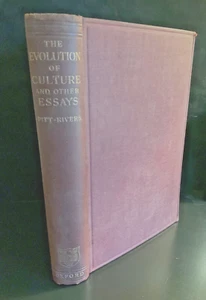 THE
EVOLUTION
OF
CULTURE
AND OTHER
ESSAYS
PITT-RIVERS
OXFORD